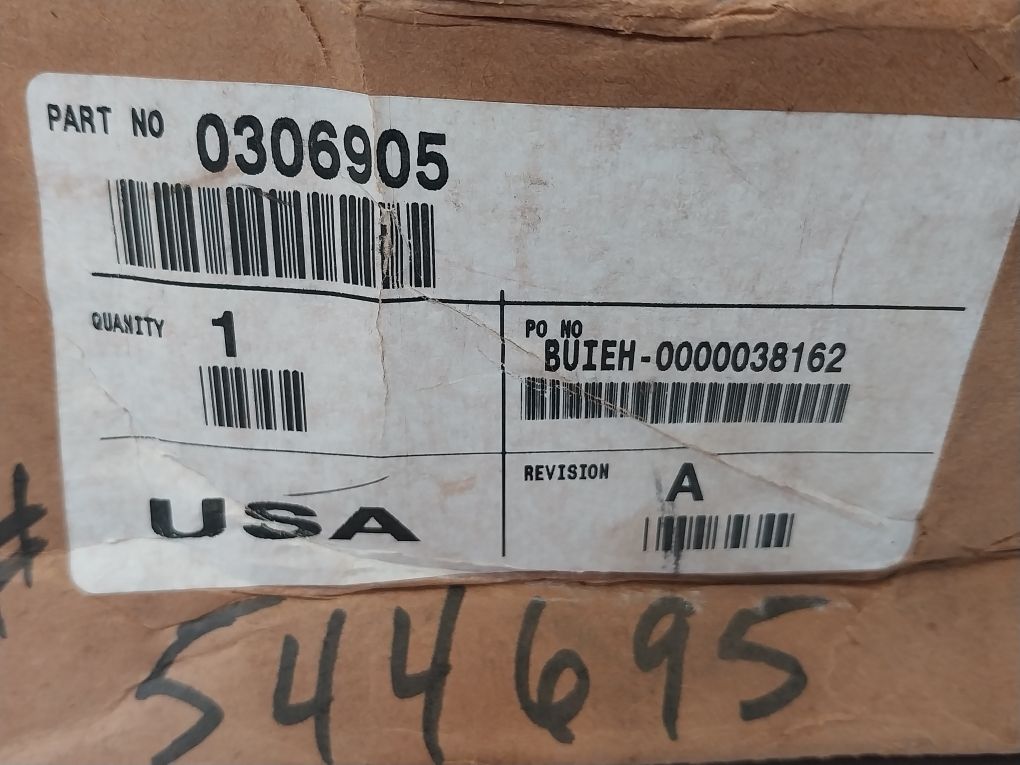 PART NO 0306905
QUANITY 1
PO NO
BUIEH-0000038162
REVISION A
USA
# 544695